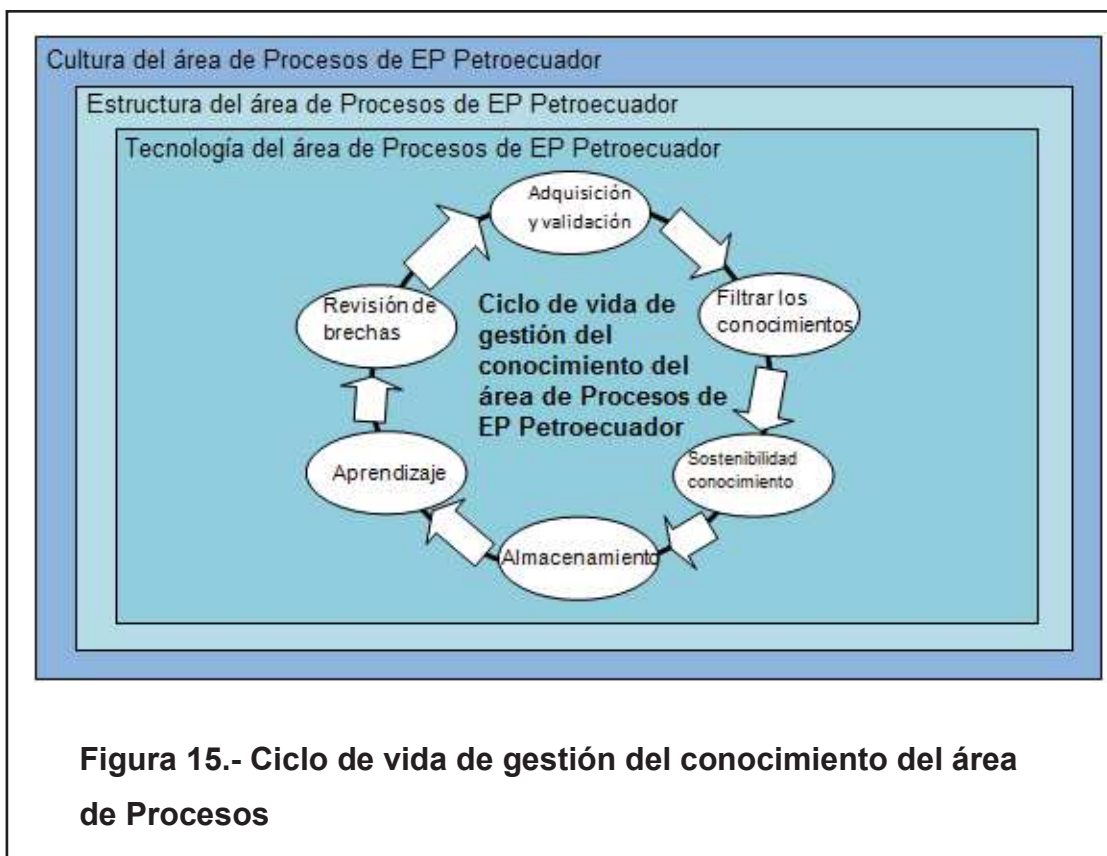 Cultura del área de Procesos de EP Petroecuador
Estructura del área de Procesos de EP Petroecuador
Tecnología del área de Procesos de EP Petroecuador
Adquisición
y validación
Filtrar los
conocimientos
Sostenibilidad
conocimiento
Almacenamiento
Aprendizaje
Revisión de
brechas
Ciclo de vida de
gestión del
conocimiento del
área de Procesos de
EP Petroecuador
Figura 15.- Ciclo de vida de gestión del conocimiento del área
de Procesos